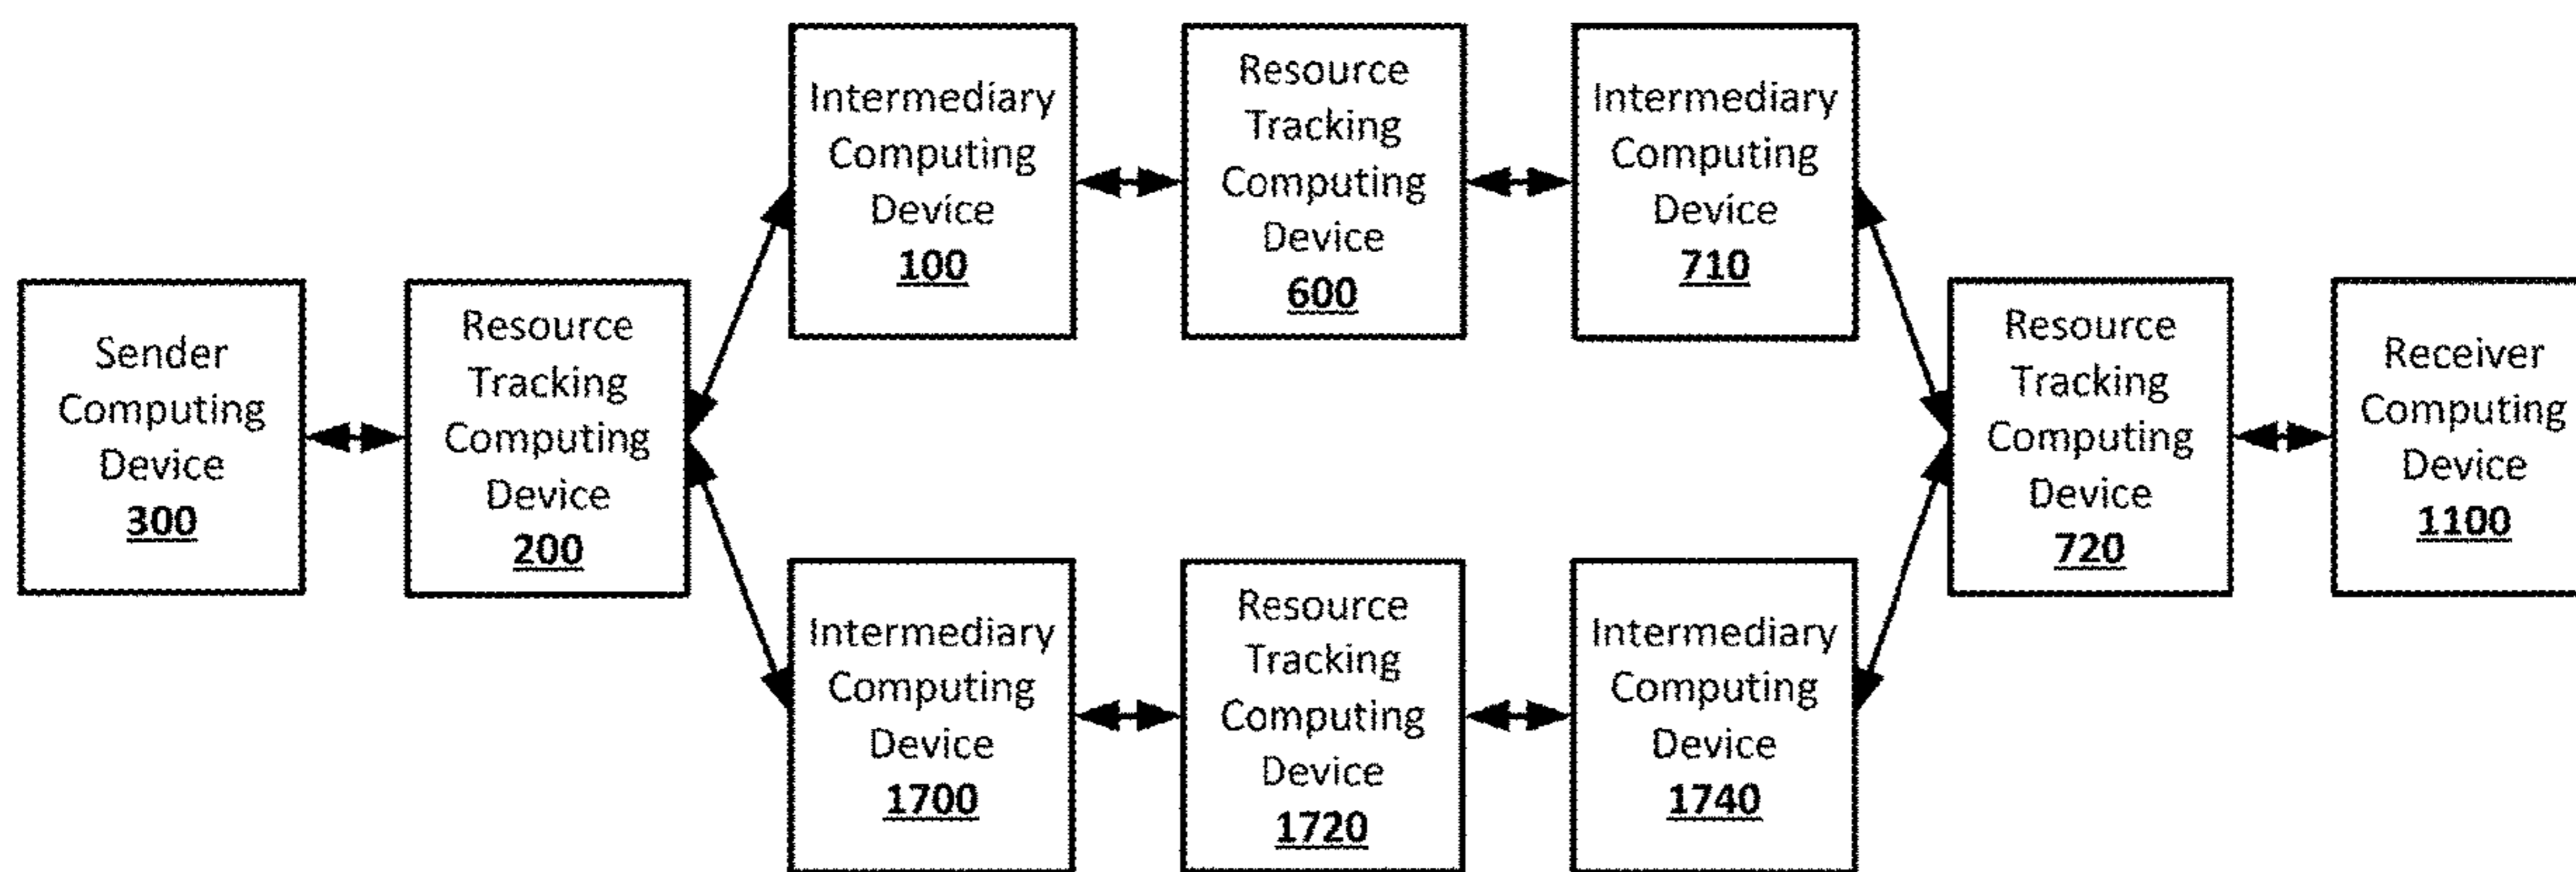 Sender
Computing
Device
300
Resource
Tracking
Computing
Device
200
Intermediary
Computing
Device
100
Resource
Tracking
Computing
Device
600
Intermediary
Computing
Device
710
Intermediary
Computing
Device
1700
Resource
Tracking
Computing
Device
1720
Intermediary
Computing
Device
1740
Resource
Tracking
Computing
Device
720
Receiver
Computing
Device
1100